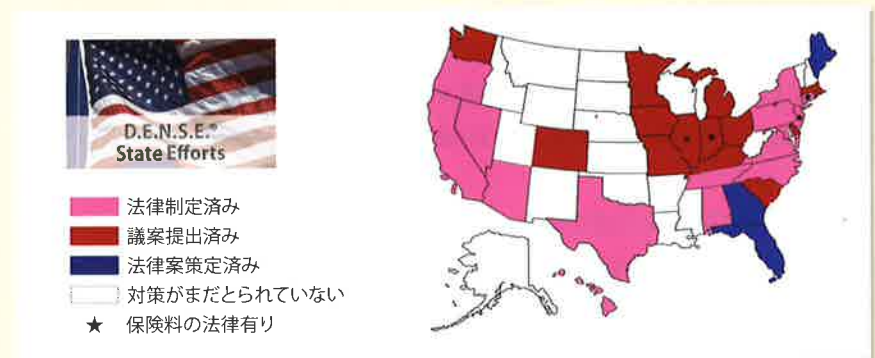 D.E.N.S.E.®
State Efforts
法律制定済み
議案提出済み
法律案策定済み
対策がまだとられていない
★ 保険料の法律有り